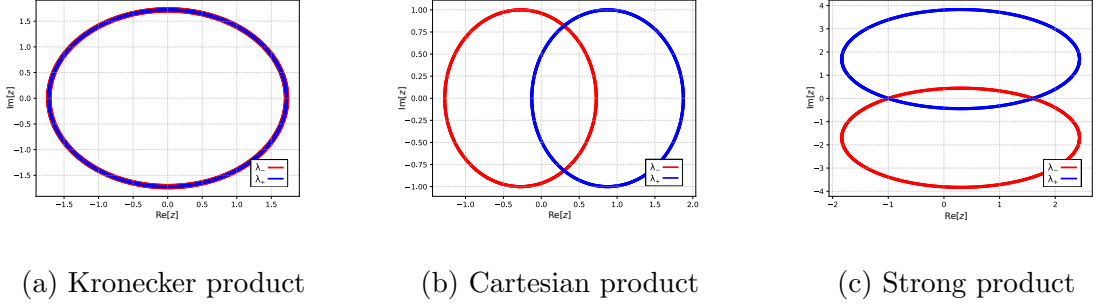 1.5
1.0
0.5
0.0
−0.5
−1.0
−1.5
Im[z]
−1.5 −1.0 −0.5 0.0 0.5 1.0 1.5
Re[z]
λ−
λ+
1.00
0.75
0.50
0.25
0.00
−0.25
−0.50
−0.75
−1.00
Im[z]
−1.0 −0.5 0.0 0.5 1.0 1.5 2.0
Re[z]
λ−
λ+
4
3
2
1
0
−1
−2
−3
−4
Im[z]
−2 −1 0 1 2
Re[z]
λ−
λ+
(a) Kronecker product
(b) Cartesian product
(c) Strong product